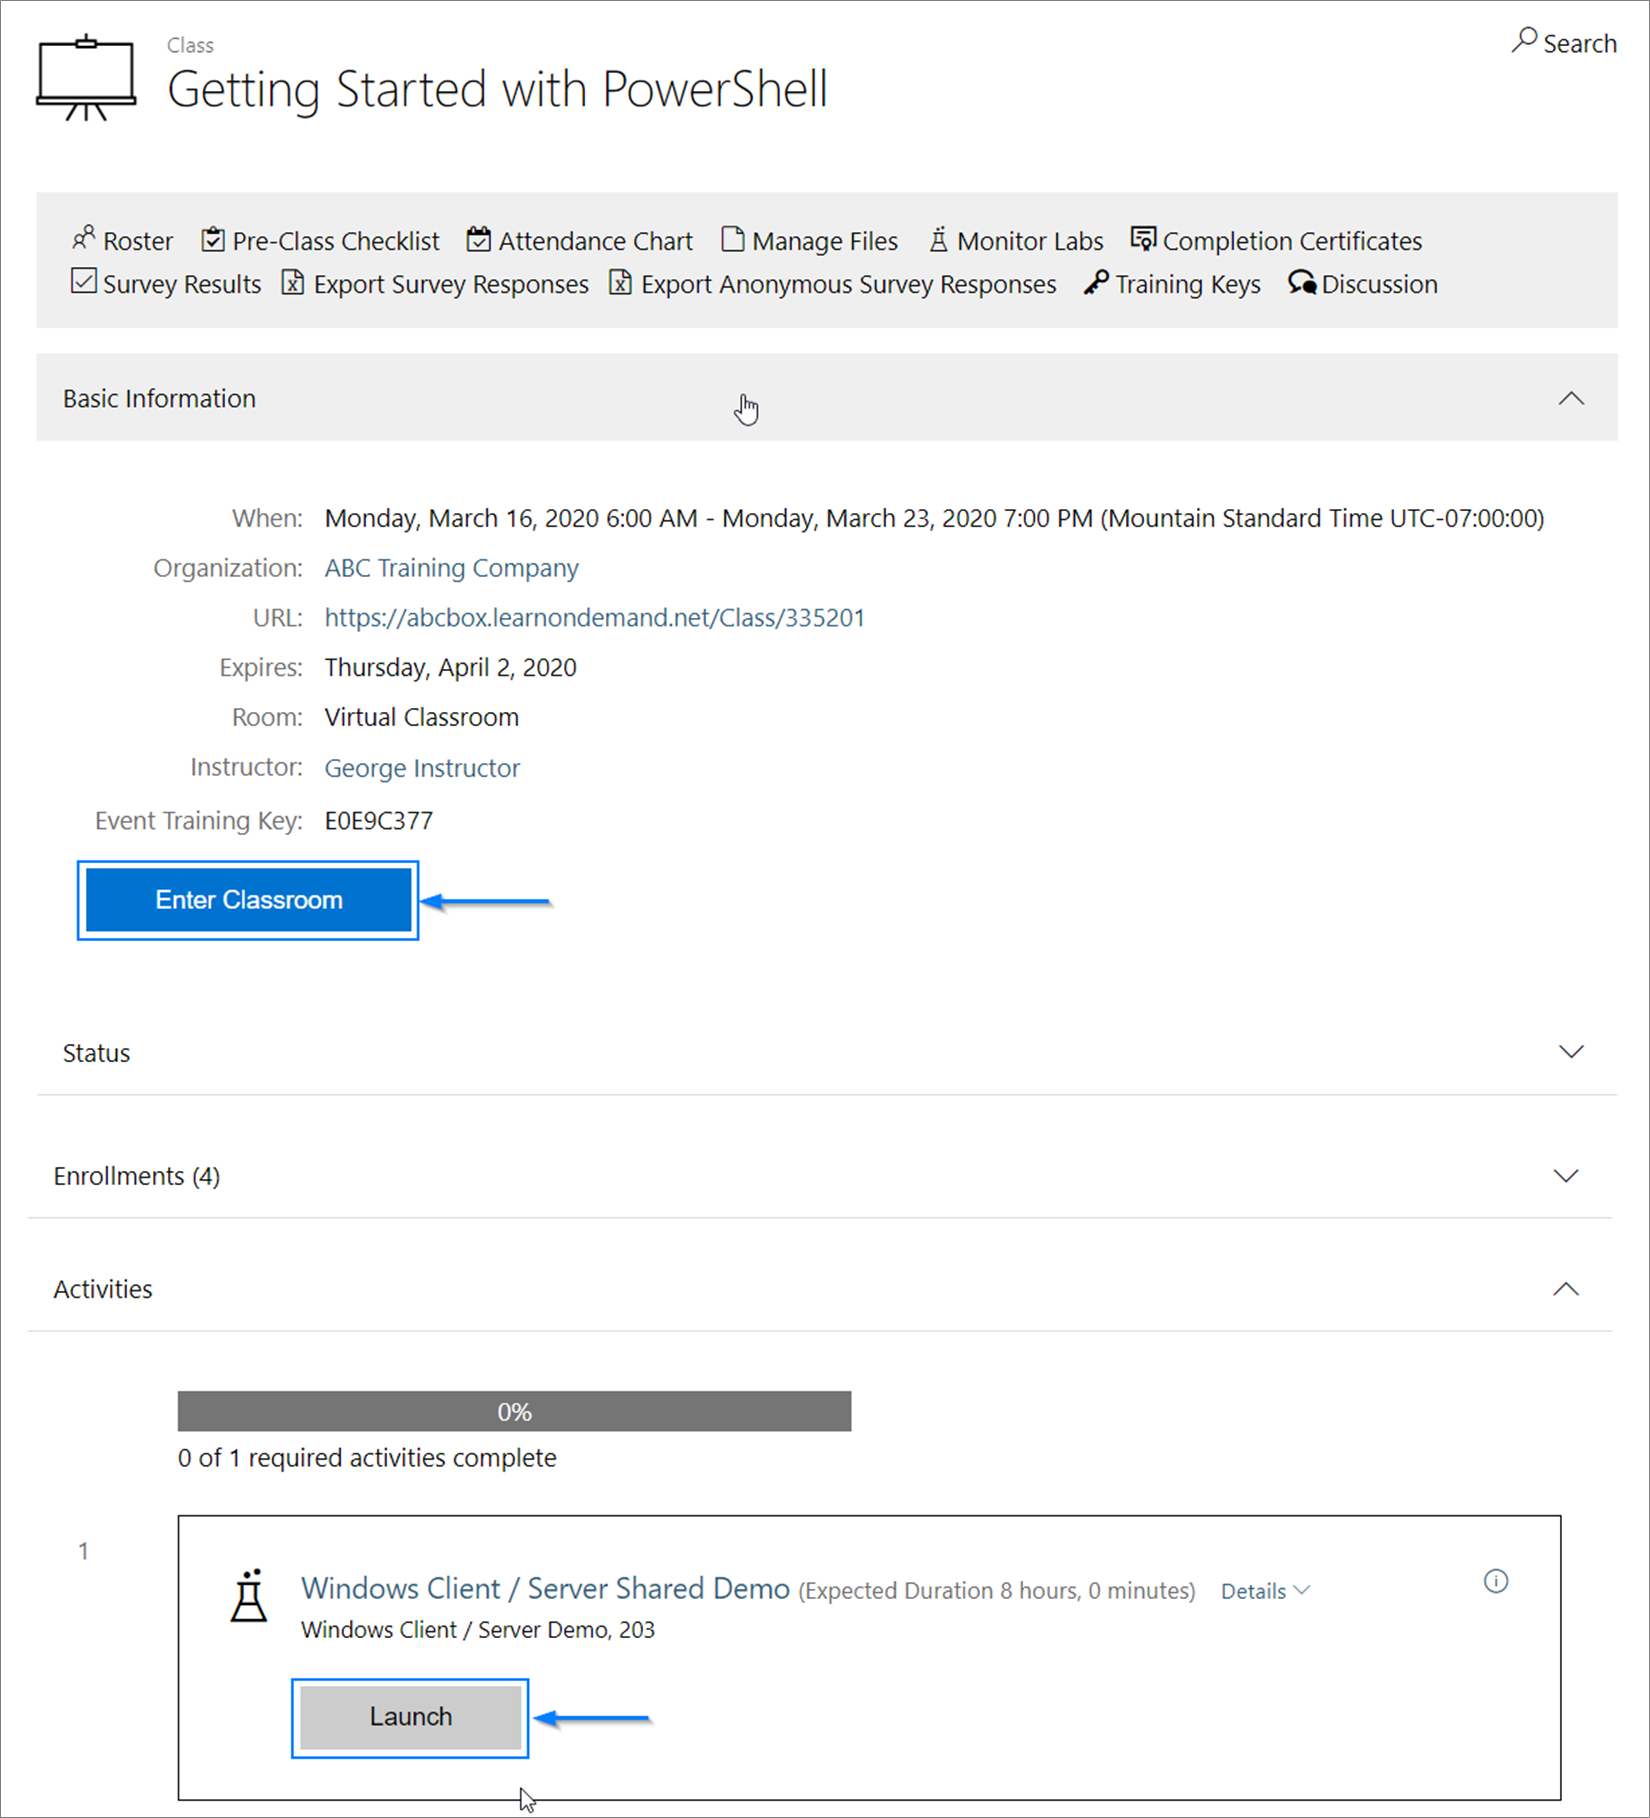 Class
Search
Getting Started with PowerShell
Roster Pre-Class Checklist Attendance Chart Manage Files Monitor Labs Completion Certificates
Survey Results Export Survey Responses Export Anonymous Survey Responses Training Keys Discussion
Basic Information
When: Monday, March 16, 2020 6:00 AM - Monday, March 23, 2020 7:00 PM (Mountain Standard Time UTC-07:00:00)
Organization: ABC Training Company
URL: https://abcbox.learnondemand.net/Class/335201
Expires: Thursday, April 2, 2020
Room: Virtual Classroom
Instructor: George Instructor
Event Training Key: E0E9C377
Enter Classroom
Status
Enrollments (4)
Activities
0%
0 of 1 required activities complete
1
Windows Client / Server Shared Demo (Expected Duration 8 hours, 0 minutes) Details
Windows Client / Server Demo, 203
Launch